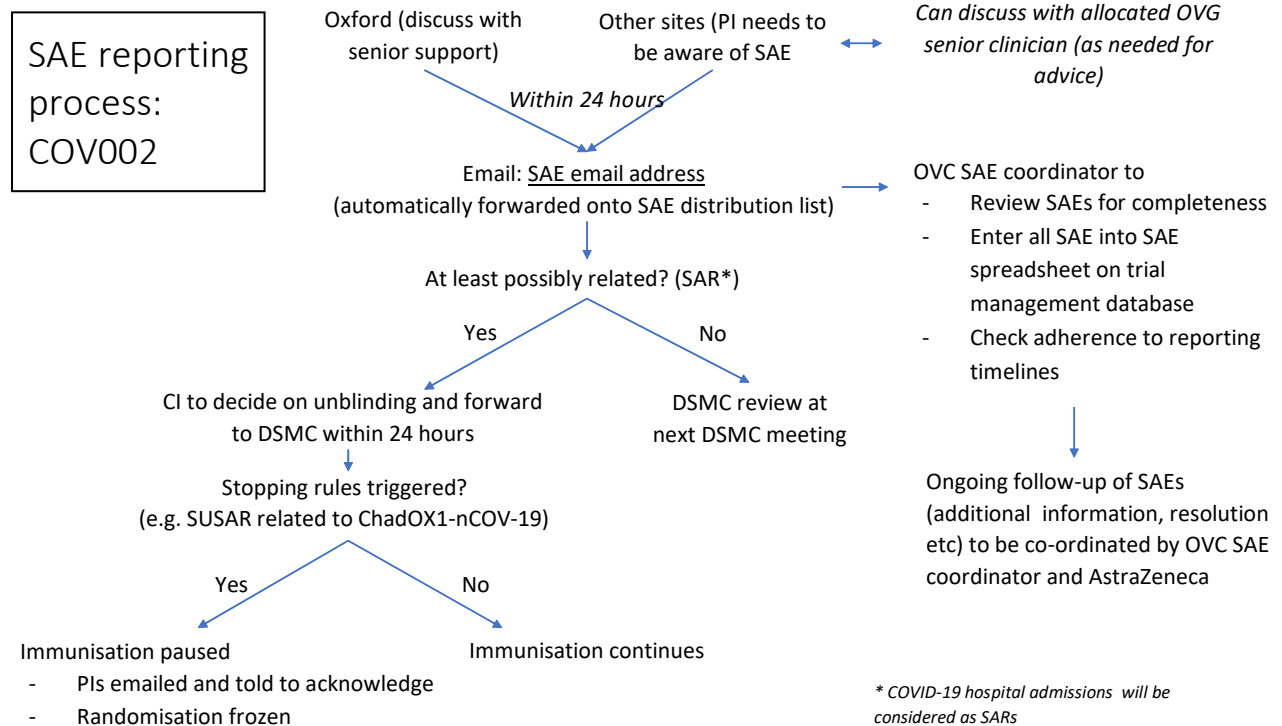 SAE reporting
process:
COV002
Oxford (discuss with
senior support)
Other sites (PI needs to
be aware of SAE
Can discuss with allocated OVG
senior clinician (as needed for
advice)
Within 24 hours
Email: SAE email address
(automatically forwarded onto SAE distribution list)
OVC SAE coordinator to
- Review SAEs for completeness
- Enter all SAE into SAE
spreadsheet on trial
management database
- Check adherence to reporting
timelines
At least possibly related? (SAR*)
Yes
No
CI to decide on unblinding and forward
to DSMC within 24 hours
DSMC review at
next DSMC meeting
Stopping rules triggered?
(e.g. SUSAR related to ChadOX1-nCOV-19)
Ongoing follow-up of SAEs
(additional information, resolution
etc) to be co-ordinated by OVC SAE
coordinator and AstraZeneca
Yes
No
Immunisation paused
- PIs emailed and told to acknowledge
- Randomisation frozen
Immunisation continues
* COVID-19 hospital admissions will be
considered as SARs